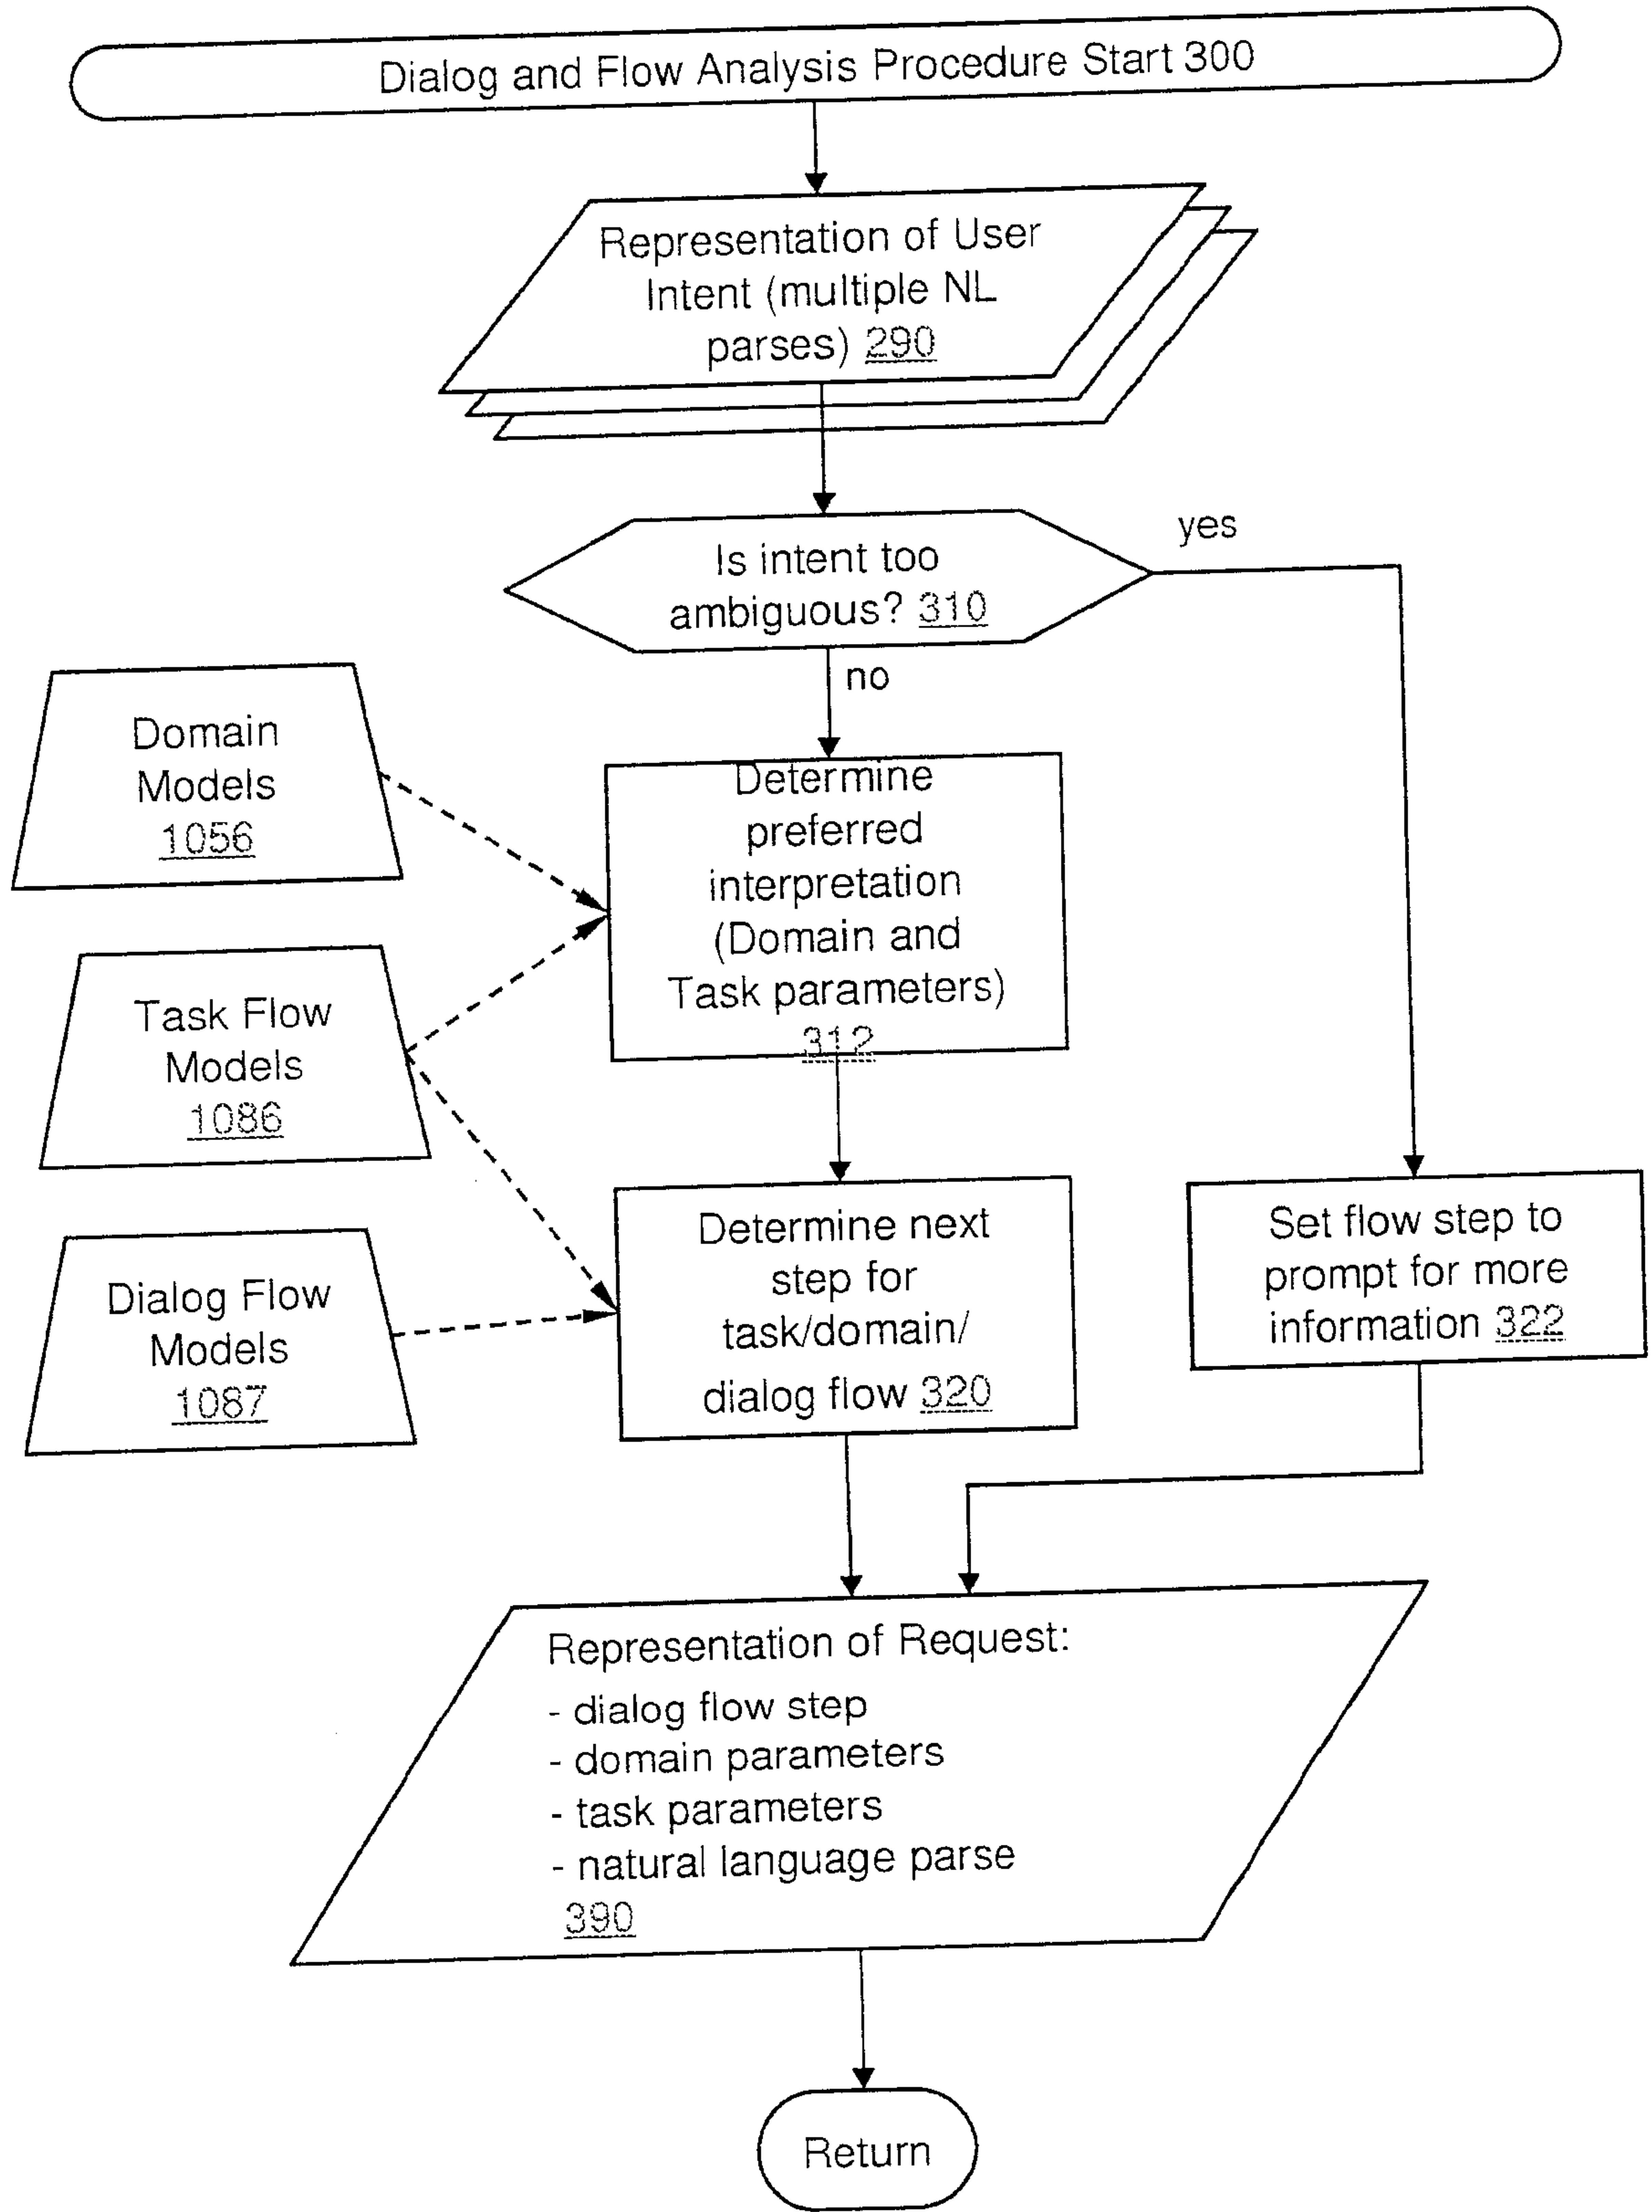 Dialog and Flow Analysis Procedure Start 300
Representation of User
Intent (multiple NL
parses) 290
Is intent too
ambiguous? 310
yes
no
Domain
Models
1056
Determine
preferred
interpretation
(Domain and
Task parameters)
312
Task Flow
Models
1086
Determine next
step for
task/domain/
dialog flow 320
Set flow step to
prompt for more
information 322
Dialog Flow
Models
1087
Representation of Request:
- dialog flow step
- domain parameters
- task parameters
- natural language parse
390
Return